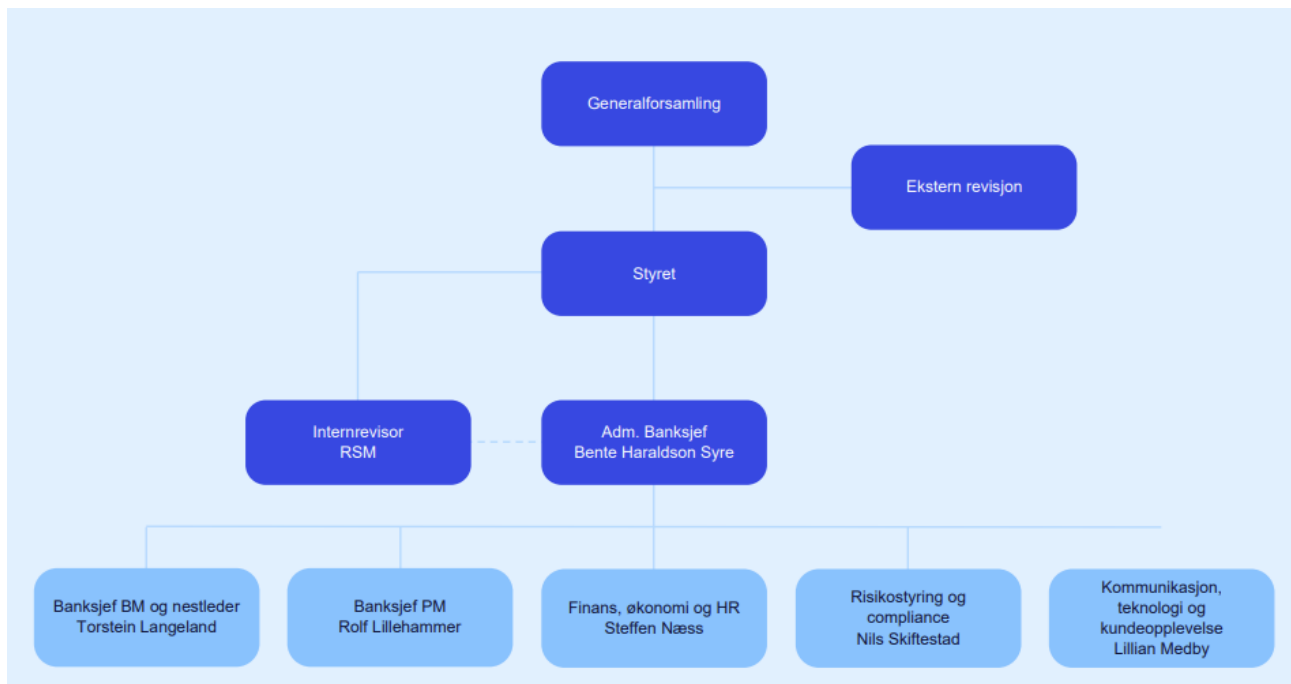 Generalforsamling
Ekstern revisjon
Styret
Internrevisor
RSM
Adm. Banksjef
Bente Haraldson Syre
Banksjef BM og nestleder
Torstein Langeland
Banksjef PM
Rolf Lillehammer
Finans, økonomi og HR
Steffen Næss
Risikostyring og
compliance
Nils Skiftestad
Kommunikasjon,
teknologi og
kundeopplevelse
Lillian Medby